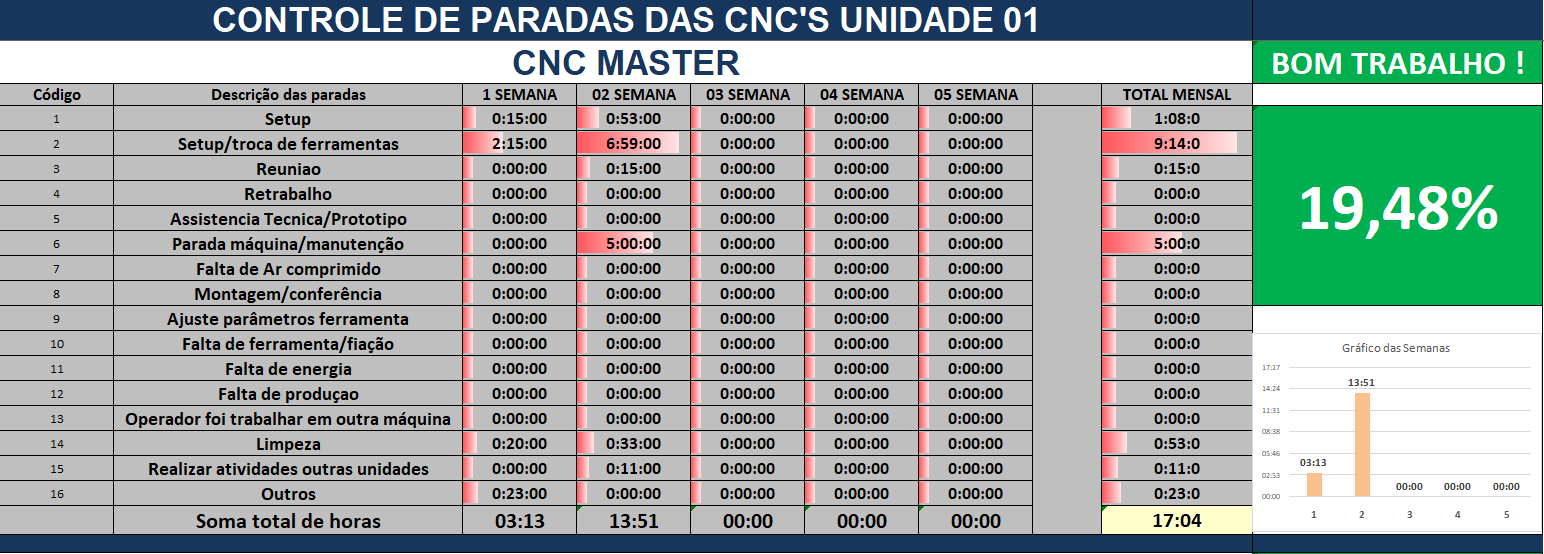 CONTROLE DE PARADAS DAS CNC'S UNIDADE 01
CNC MASTER
BOM TRABALHO !
Código Descrição das paradas 1 SEMANA 02 SEMANA 03 SEMANA 04 SEMANA 05 SEMANA TOTAL MENSAL
1 Setup 0:15:00 0:53:00 0:00:00 0:00:00 0:00:00 1:08:0
2 Setup/troca de ferramentas 2:15:00 6:59:00 0:00:00 0:00:00 0:00:00 9:14:0
3 Reuniao 0:00:00 0:15:00 0:00:00 0:00:00 0:00:00 0:15:0
4 Retrabalho 0:00:00 0:00:00 0:00:00 0:00:00 0:00:00 0:00:0
5 Assistencia Tecnica/Prototipo 0:00:00 0:00:00 0:00:00 0:00:00 0:00:00 0:00:0
6 Parada máquina/manutenção 0:00:00 5:00:00 0:00:00 0:00:00 0:00:00 5:00:0
7 Falta de Ar comprimido 0:00:00 0:00:00 0:00:00 0:00:00 0:00:00 0:00:0
8 Montagem/conferência 0:00:00 0:00:00 0:00:00 0:00:00 0:00:00 0:00:0
9 Ajuste parâmetros ferramenta 0:00:00 0:00:00 0:00:00 0:00:00 0:00:00 0:00:0
10 Falta de ferramenta/fiação 0:00:00 0:00:00 0:00:00 0:00:00 0:00:00 0:00:0
11 Falta de energia 0:00:00 0:00:00 0:00:00 0:00:00 0:00:00 0:00:0
12 Falta de produçao 0:00:00 0:00:00 0:00:00 0:00:00 0:00:00 0:00:0
13 Operador foi trabalhar em outra máquina 0:00:00 0:00:00 0:00:00 0:00:00 0:00:00 0:00:0
14 Limpeza 0:20:00 0:33:00 0:00:00 0:00:00 0:00:00 0:53:0
15 Realizar atividades outras unidades 0:00:00 0:11:00 0:00:00 0:00:00 0:00:00 0:11:0
16 Outros 0:23:00 0:00:00 0:00:00 0:00:00 0:00:00 0:23:0
Soma total de horas 03:13 13:51 00:00 00:00 00:00 17:04
19,48%
Gráfico das Semanas
17:17
14:24
11:31
08:38
05:46
02:53
00:00
03:13 13:51 00:00 00:00 00:00
1 2 3 4 5